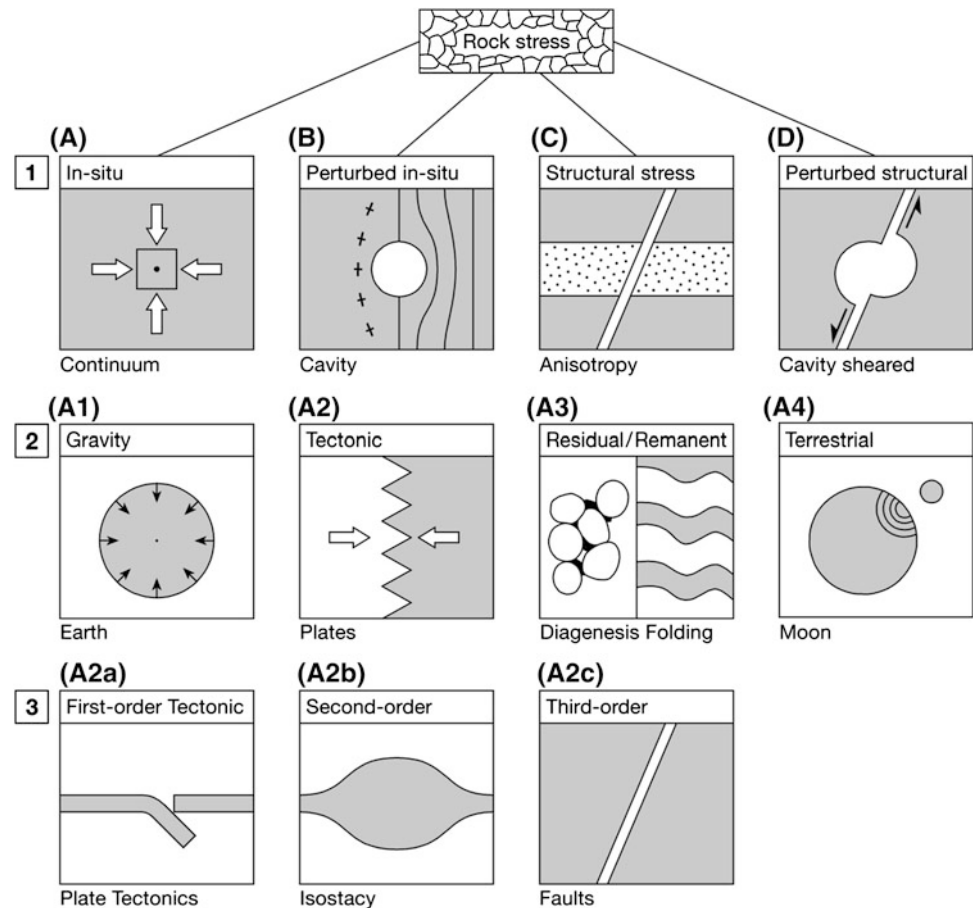 Rock stress
(A) (B) (C) (D)
1 In-situ Perturbed in-situ Structural stress Perturbed structural
Continuum Cavity Anisotropy Cavity sheared
(A1) (A2) (A3) (A4)
2 Gravity Tectonic Residual/Remanent Terrestrial
Earth Plates Diagenesis Folding Moon
(A2a) (A2b) (A2c)
3 First-order Tectonic Second-order Third-order
Plate Tectonics Isostacy Faults